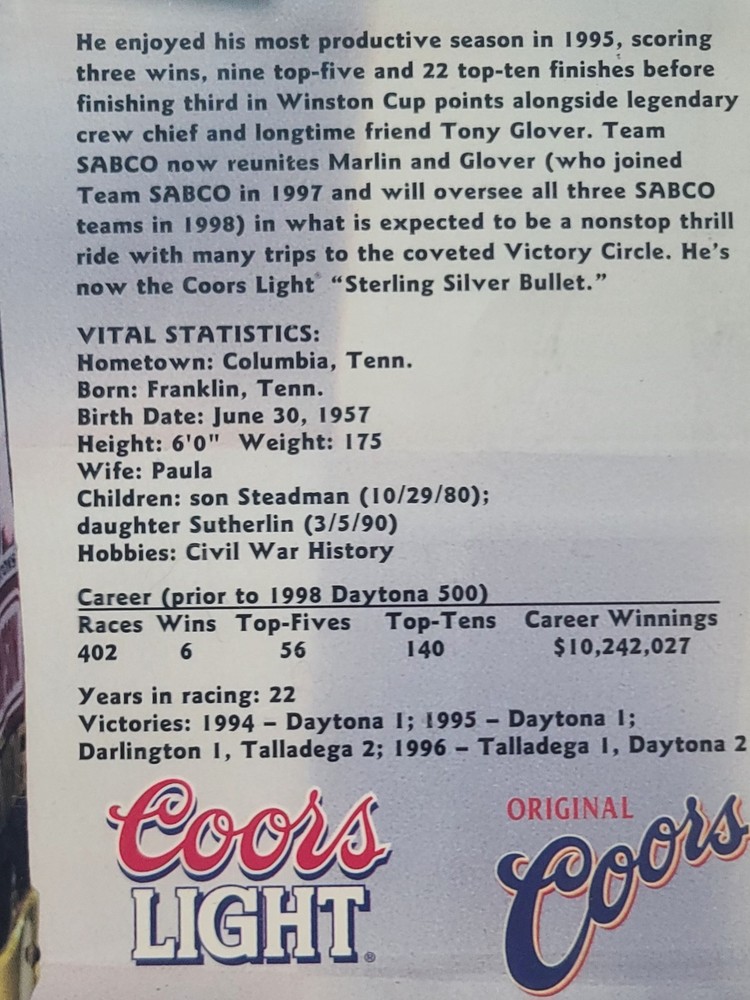 He enjoyed his most productive season in 1995, scoring
three wins, nine top-five and 22 top-ten finishes before
finishing third in Winston Cup points alongside legendary
crew chief and longtime friend Tony Glover. Team
SABCO now reunites Marlin and Glover (who joined
Team SABCO in 1997 and will oversee all three SABCO
teams in 1998) in what is expected to be a nonstop thrill
ride with many trips to the coveted Victory Circle. He's
now the Coors Light® “Sterling Silver Bullet.”
VITAL STATISTICS:
Hometown: Columbia, Tenn.
Born: Franklin, Tenn.
Birth Date: June 30, 1957
Height: 6'0" Weight: 175
Wife: Paula
Children: son Steadman (10/29/80);
daughter Sutherlin (3/5/90)
Hobbies: Civil War History
Career (prior to 1998 Daytona 500)
Races Wins Top-Fives Top-Tens Career Winnings
402 6 56 140 $10,242,027
Years in racing: 22
Victories: 1994 – Daytona 1; 1995 – Daytona 1;
Darlington 1, Talladega 2; 1996 – Talladega 1, Daytona 2
Coors
LIGHT®
ORIGINAL
Coors